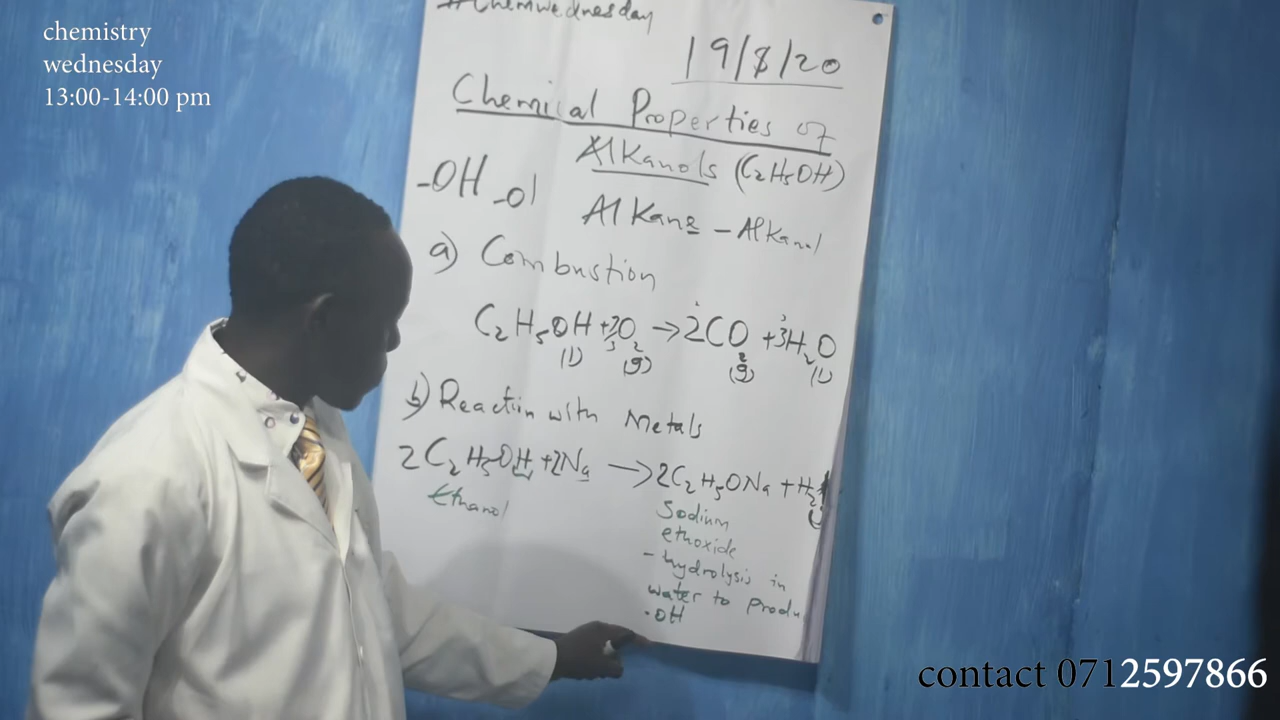 chemistry
wednesday
13:00-14:00 pm
#Chemwednesday
19/8/20
Chemical Properties of
Alkanols (C2H5OH)
-OH -ol
Alkane - Alkanol
a) Combustion
C2H5OH + 3O2 → 2CO2 + 3H2O
(l) (g) (g) (l)
b) Reaction with Metals
2C2H5OH + 2Na → 2C2H5ONa + H2
Ethanol
Sodium
ethoxide
- hydrolysis in
water to produ
·OH
contact 0712597866